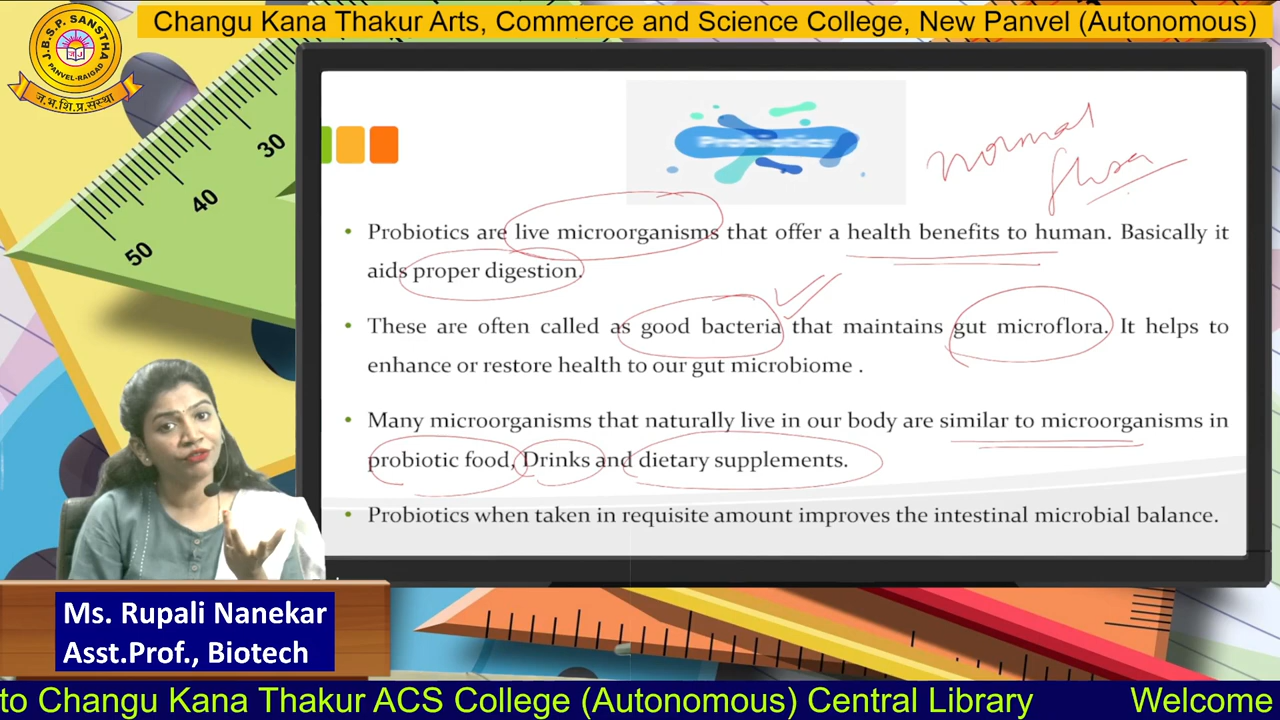 Changu Kana Thakur Arts, Commerce and Science College, New Panvel (Autonomous)
J.B.S.P. SANSTHA
PANVEL-RAIGAD
ज.भ.शि.प्र.संस्था
30
40
50
Probiotics
normal
flora
• Probiotics are live microorganisms that offer a health benefits to human. Basically it
aids proper digestion.
• These are often called as good bacteria that maintains gut microflora. It helps to
enhance or restore health to our gut microbiome .
• Many microorganisms that naturally live in our body are similar to microorganisms in
probiotic food, Drinks and dietary supplements.
• Probiotics when taken in requisite amount improves the intestinal microbial balance.
Ms. Rupali Nanekar
Asst.Prof., Biotech
to Changu Kana Thakur ACS College (Autonomous) Central Library Welcome